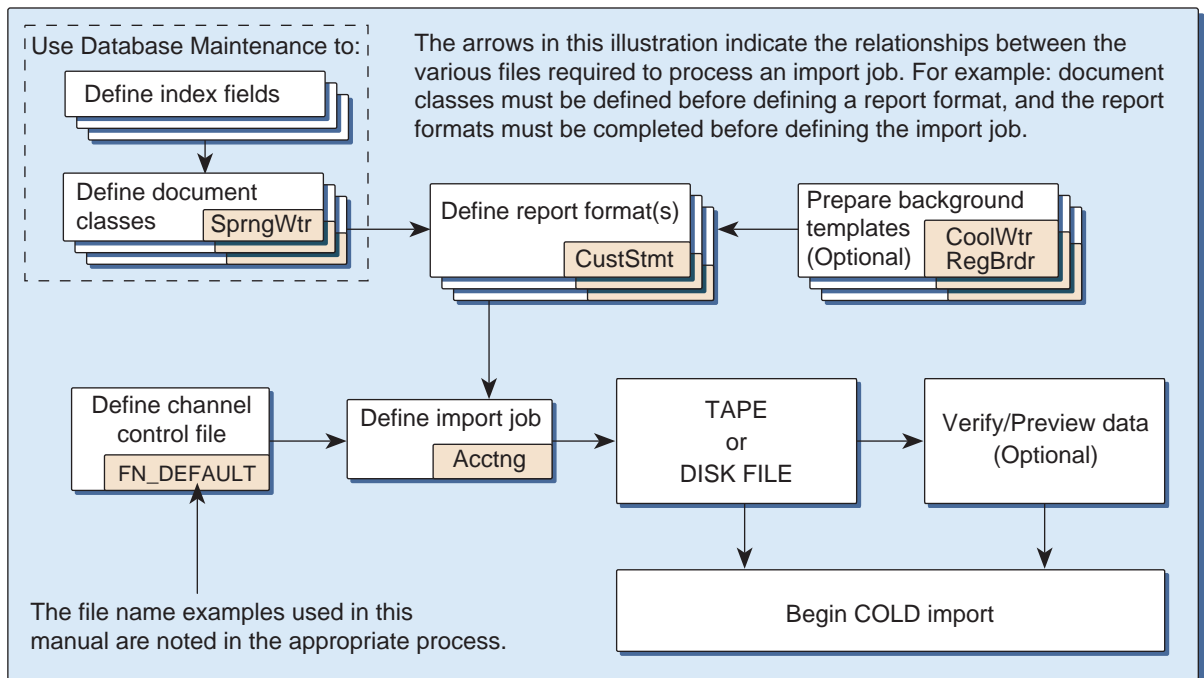 Use Database Maintenance to:
Define index fields
Define document
classes
SprngWtr
The arrows in this illustration indicate the relationships between the
various files required to process an import job. For example: document
classes must be defined before defining a report format, and the report
formats must be completed before defining the import job.
Define report format(s)
CustStmt
Prepare background
templates
(Optional)
CoolWtr
RegBrdr
Define channel
control file
FN_DEFAULT
Define import job
Acctng
TAPE
or
DISK FILE
Verify/Preview data
(Optional)
Begin COLD import
The file name examples used in this
manual are noted in the appropriate process.